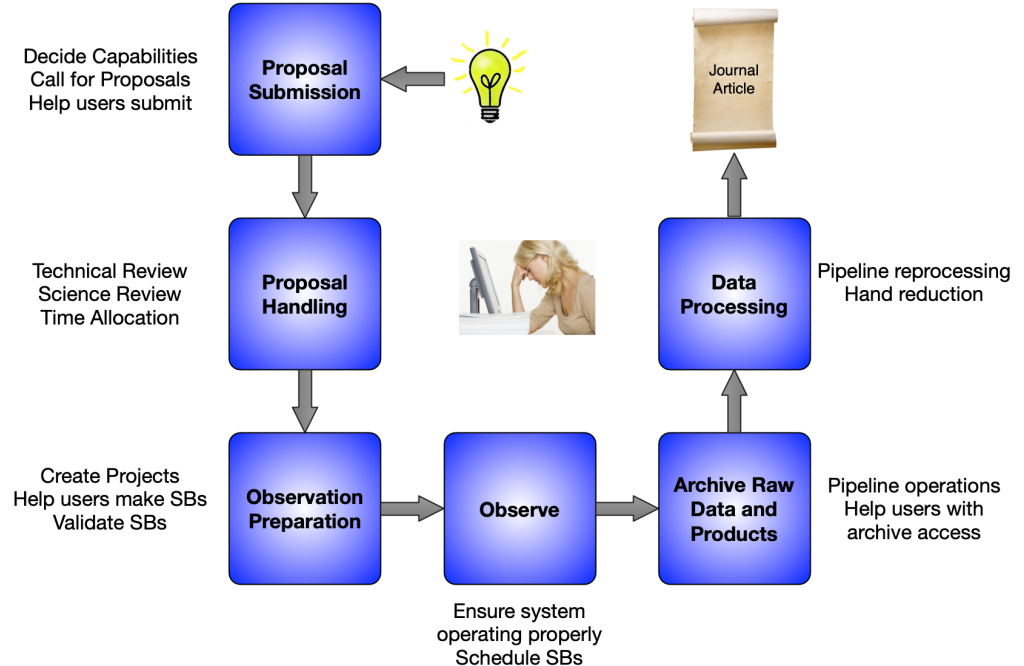 Decide Capabilities
Call for Proposals
Help users submit
Proposal
Submission
Journal
Article
Technical Review
Science Review
Time Allocation
Proposal
Handling
Data
Processing
Pipeline reprocessing
Hand reduction
Create Projects
Help users make SBs
Validate SBs
Observation
Preparation
Observe
Archive Raw
Data and
Products
Pipeline operations
Help users with
archive access
Ensure system
operating properly
Schedule SBs